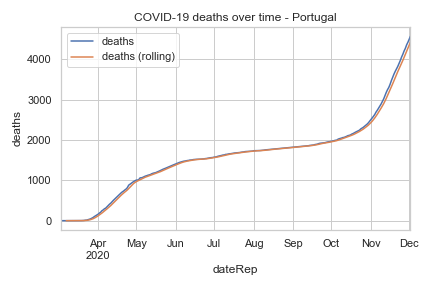 COVID-19 deaths over time - Portugal
deaths
deaths (rolling)
4000
3000
2000
1000
0
deaths
Apr May Jun Jul Aug Sep Oct Nov Dec
2020
dateRep